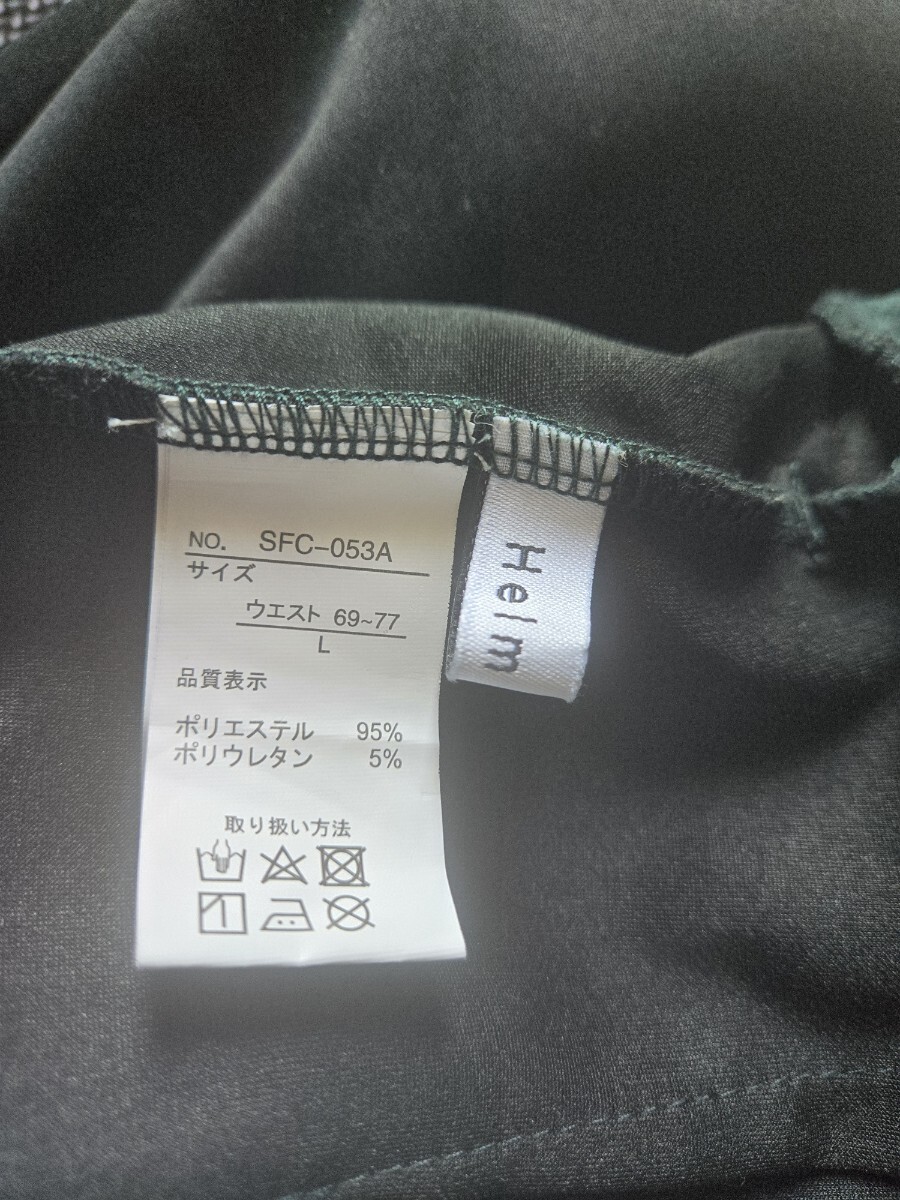 NO. SFC-053A
サイズ
ウエスト 69~77
L
品質表示
ポリエステル 95%
ポリウレタン 5%
取り扱い方法
Helm